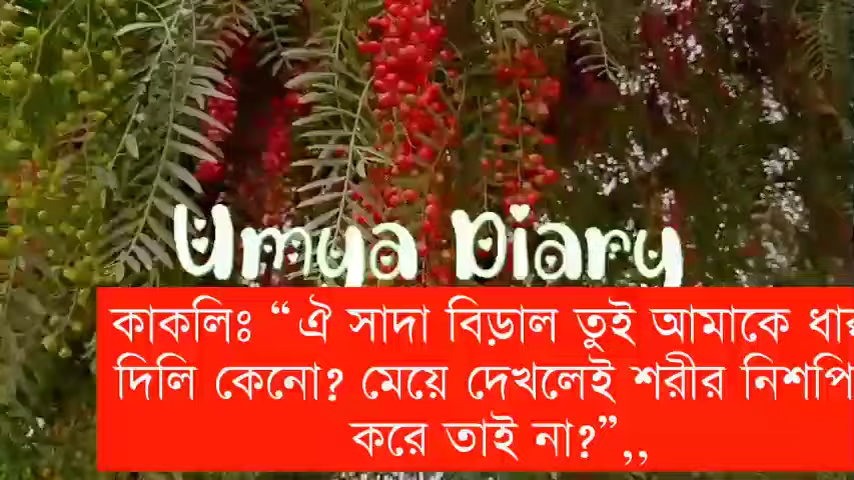 Umya Diary
কাকলিঃ “ঐ সাদা বিড়াল তুই আমাকে
দিলি কেনো? মেয়ে দেখলেই শরীর
করে তাই না?”,,